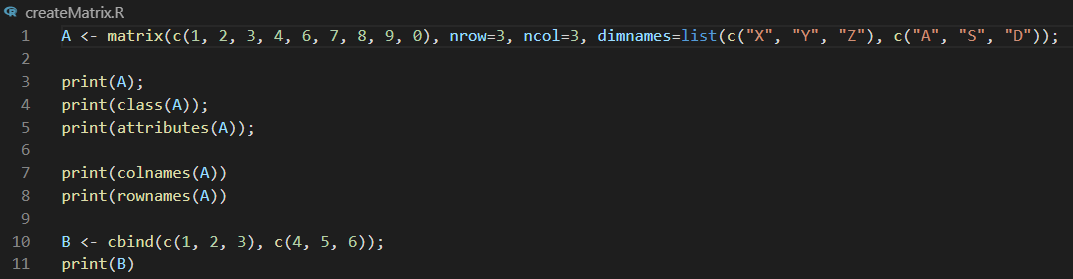 createMatrix.R
1 A <- matrix(c(1, 2, 3, 4, 6, 7, 8, 9, 0), nrow=3, ncol=3, dimnames=list(c("X", "Y", "Z"), c("A", "S", "D"));
2
3 print(A);
4 print(class(A));
5 print(attributes(A));
6
7 print(colnames(A))
8 print(rownames(A))
9
10 B <- cbind(c(1, 2, 3), c(4, 5, 6));
11 print(B)